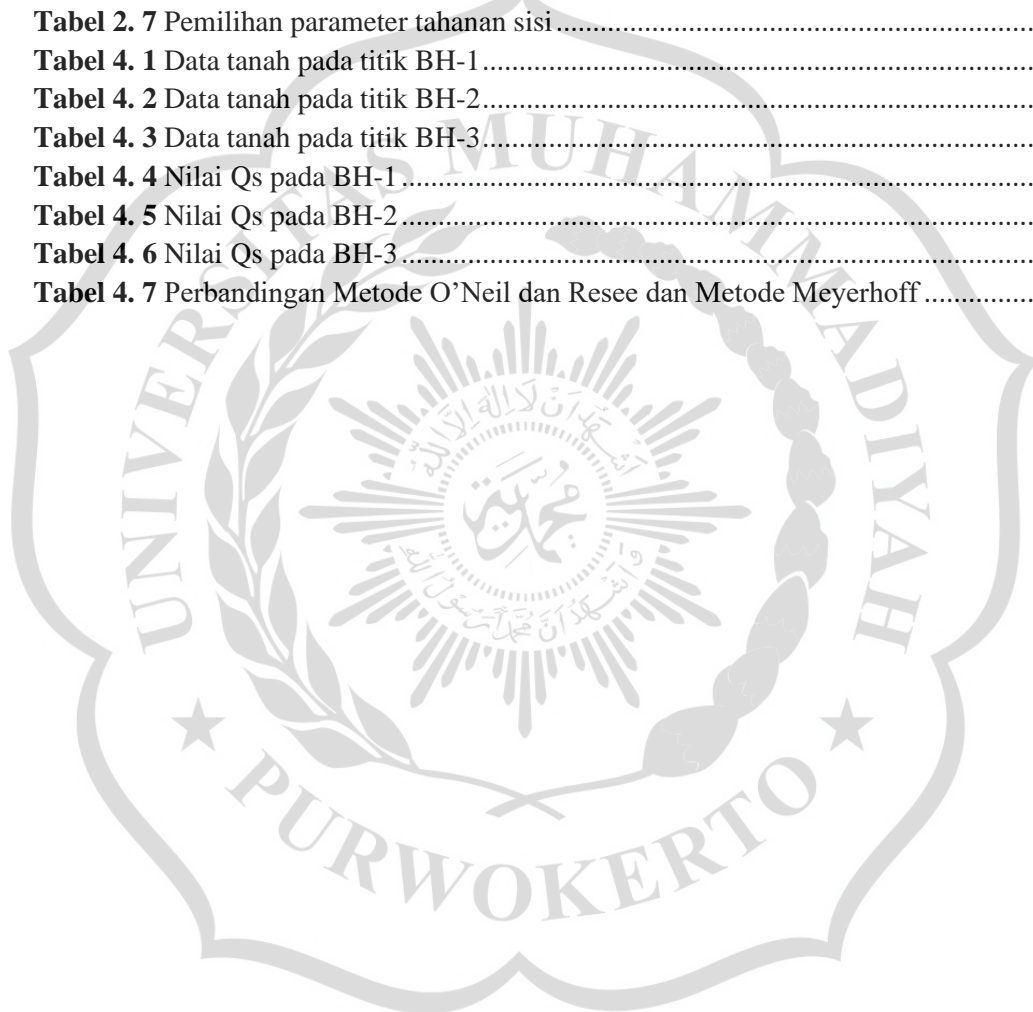 Tabel 2. 7 Pemilihan parameter tahanan sisi
Tabel 4. 1 Data tanah pada titik BH-1
Tabel 4. 2 Data tanah pada titik BH-2
Tabel 4. 3 Data tanah pada titik BH-3
Tabel 4. 4 Nilai Qs pada BH-1
Tabel 4. 5 Nilai Qs pada BH-2
Tabel 4. 6 Nilai Qs pada BH-3
Tabel 4. 7 Perbandingan Metode O’Neil dan Resee dan Metode Meyerhoff
UNIVERSITAS MUHAMMADIYAH
PURWOKERTO